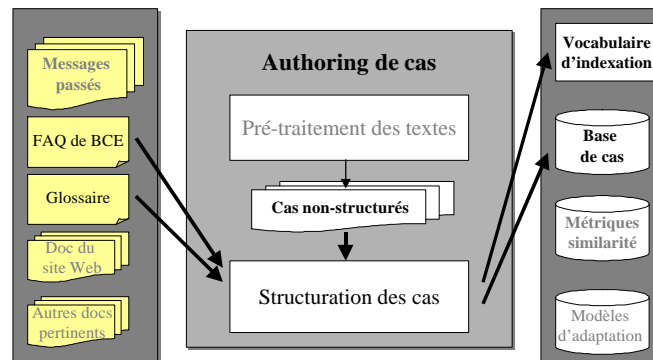 Messages
passés
FAQ de BCE
Glossaire
Doc du
site Web
Autres docs
pertinents
Authoring de cas
Pré-traitement des textes
Cas non-structurés
Structuration des cas
Vocabulaire
d'indexation
Base
de cas
Métriques
similarité
Modèles
d'adaptation